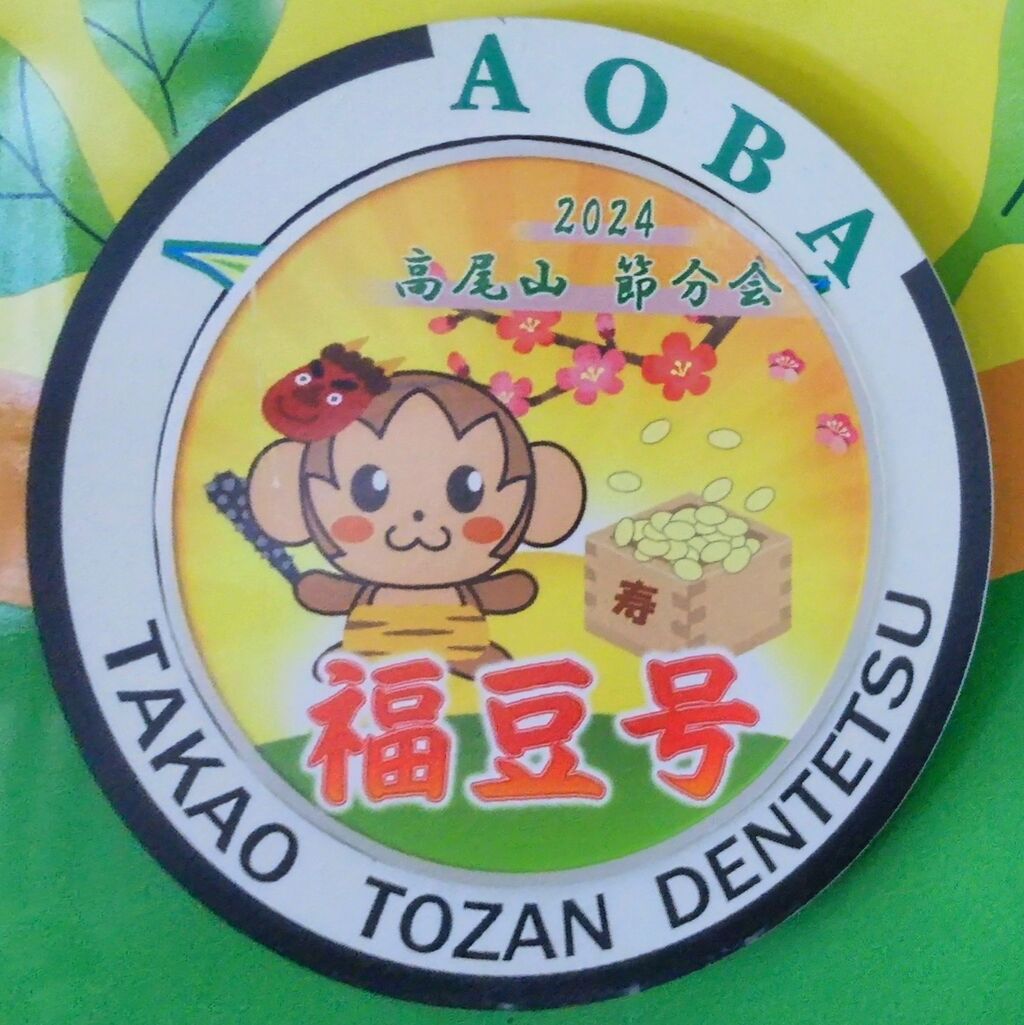 AOBA
2024
高尾山 節分会
寿
福豆号
TAKAO TOZAN DENTETSU